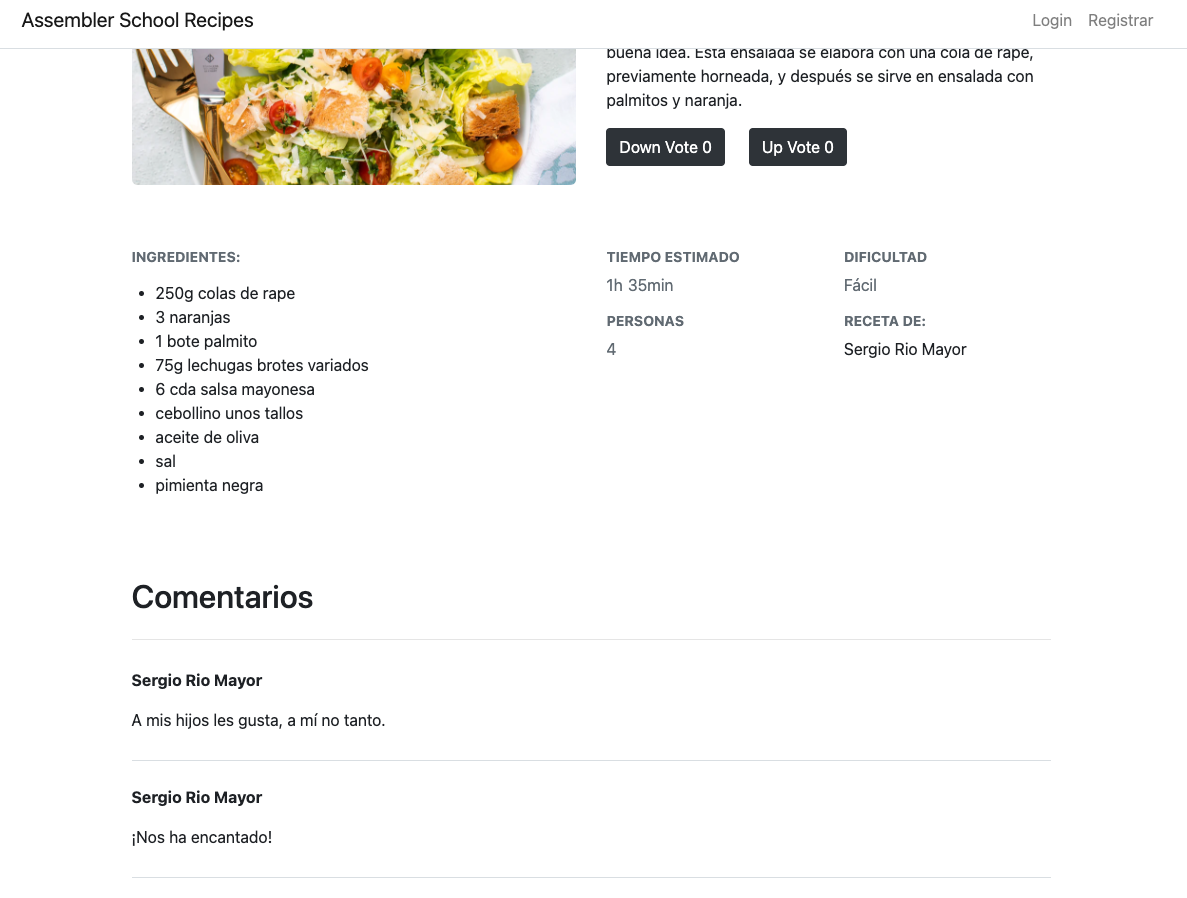 Assembler School Recipes
Login Registrar
buena idea. Esta ensalada se elabora con una cola de rape,
previamente horneada, y después se sirve en ensalada con
palmitos y naranja.
Down Vote 0 Up Vote 0
INGREDIENTES:
250g colas de rape
3 naranjas
1 bote palmito
75g lechugas brotes variados
6 cda salsa mayonesa
cebollino unos tallos
aceite de oliva
sal
pimienta negra
TIEMPO ESTIMADO
1h 35min
DIFICULTAD
Fácil
PERSONAS
4
RECETA DE:
Sergio Rio Mayor
Comentarios
Sergio Rio Mayor
A mis hijos les gusta, a mí no tanto.
Sergio Rio Mayor
¡Nos ha encantado!